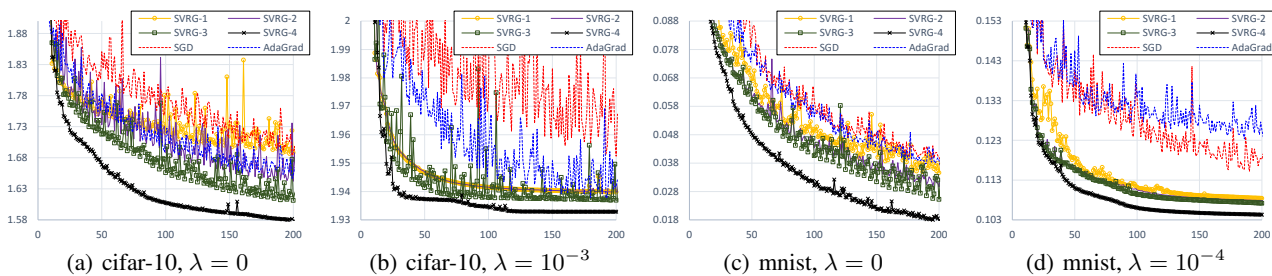 SVRG-1 SVRG-2
SVRG-3 SVRG-4
SGD AdaGrad
1.88
1.83
1.78
1.73
1.68
1.63
1.58
0 50 100 150 200
(a) cifar-10, λ = 0
SVRG-1 SVRG-2
SVRG-3 SVRG-4
SGD AdaGrad
2
1.99
1.98
1.97
1.96
1.95
1.94
1.93
0 50 100 150 200
(b) cifar-10, λ = 10⁻³
SVRG-1 SVRG-2
SVRG-3 SVRG-4
SGD AdaGrad
0.088
0.078
0.068
0.058
0.048
0.038
0.028
0.018
0 50 100 150 200
(c) mnist, λ = 0
SVRG-1 SVRG-2
SVRG-3 SVRG-4
SGD AdaGrad
0.153
0.143
0.133
0.123
0.113
0.103
0 50 100 150 200
(d) mnist, λ = 10⁻⁴